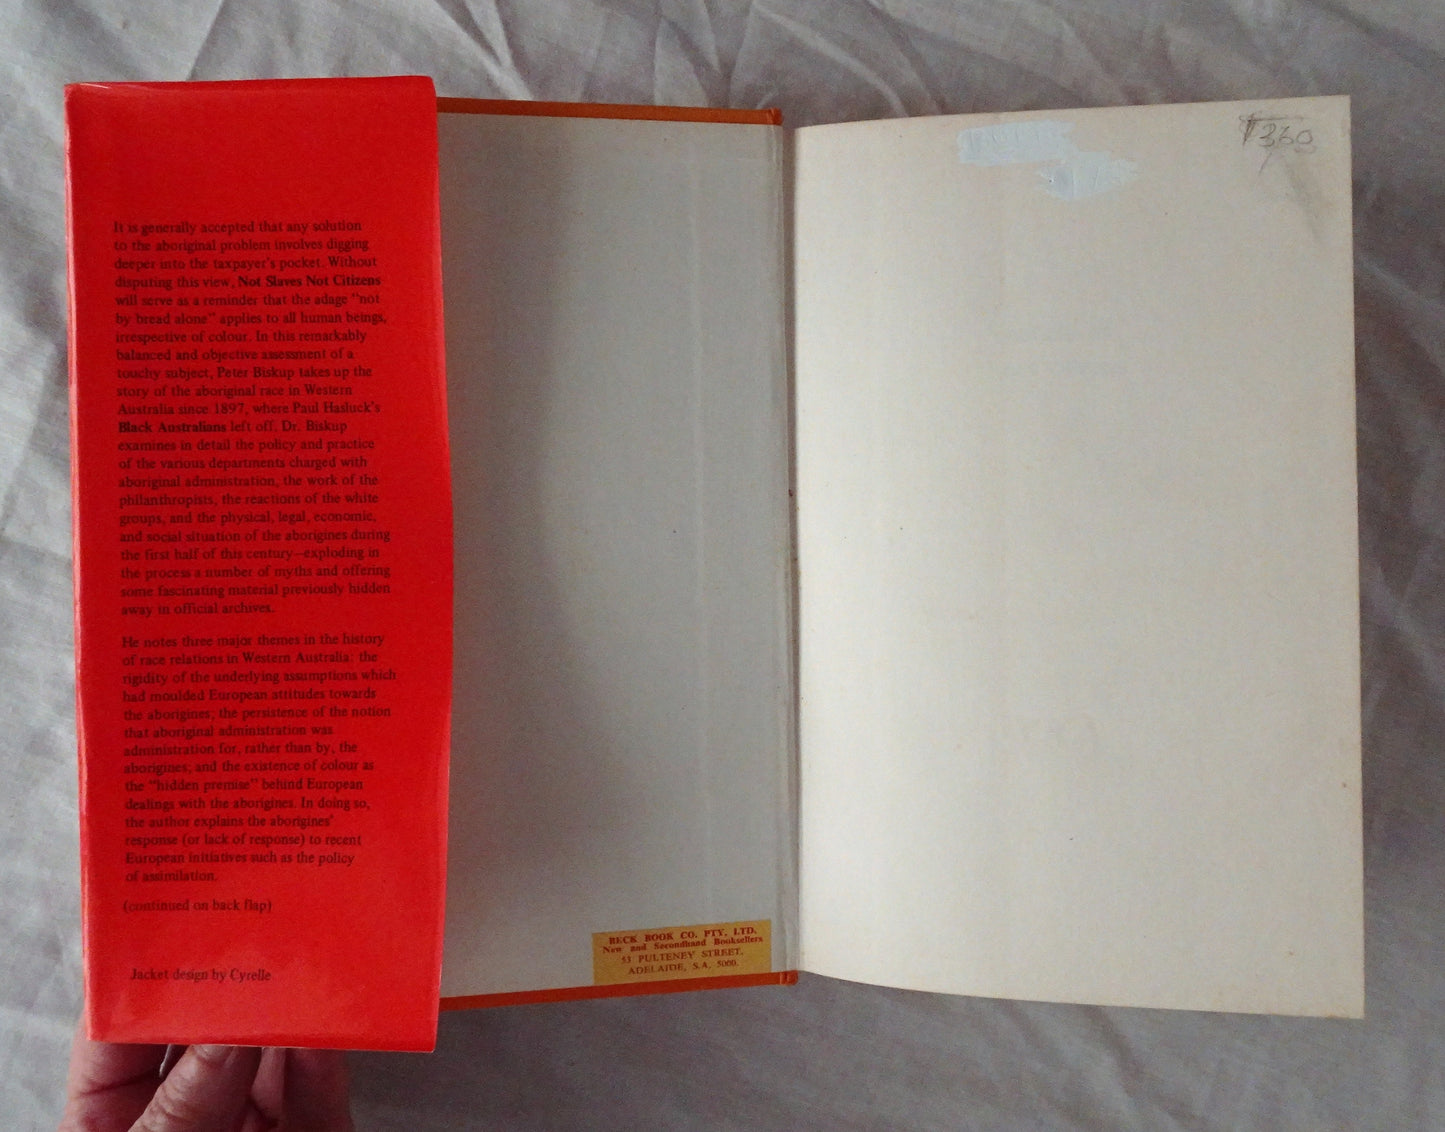 It is generally accepted that any solution
to the aboriginal problem involves digging
deeper into the taxpayer's pocket. Without
disputing this view, Not Slaves Not Citizens
will serve as a reminder that the adage "not
by bread alone" applies to all human beings,
irrespective of colour. In this remarkably
balanced and objective assessment of a
touchy subject, Peter Biskup takes up the
story of the aboriginal race in Western
Australia since 1897, where Paul Hasluck's
Black Australians left off. Dr. Biskup
examines in detail the policy and practice
of the various departments charged with
aboriginal administration, the work of the
philanthropists, the reactions of the white
groups, and the physical, legal, economic,
and social situation of the aborigines during
the first half of this century—exploding in
the process a number of myths and offering
some fascinating material previously hidden
away in official archives.
He notes three major themes in the history
of race relations in Western Australia: the
rigidity of the underlying assumptions which
had moulded European attitudes towards
the aborigines; the persistence of the notion
that aboriginal administration was
administration for, rather than by, the
aborigines; and the existence of colour as
the "hidden premise" behind European
dealings with the aborigines. In doing so,
the author explains the aborigines'
response (or lack of response) to recent
European initiatives such as the policy
of assimilation.
(continued on back flap)
Jacket design by Cyrelle
BECK BOOK CO. PTY. LTD.
New and Secondhand Booksellers
53 PULTENEY STREET,
ADELAIDE, S.A. 5000.